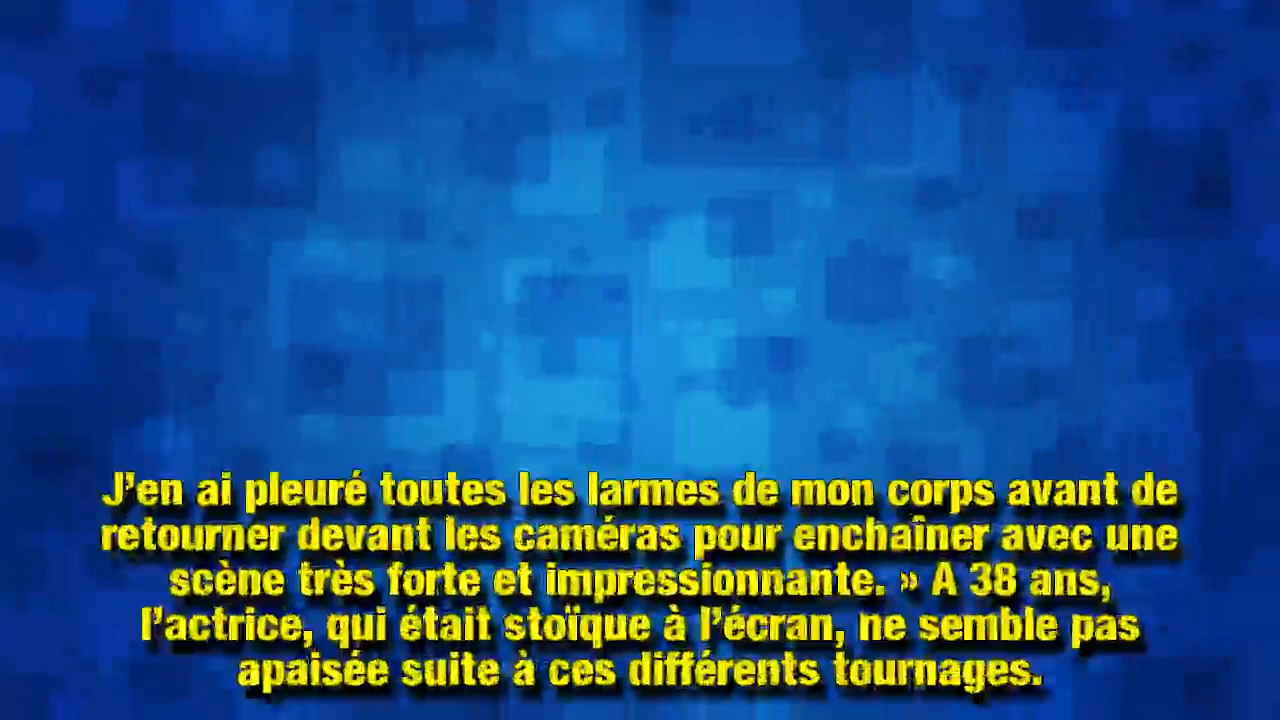 J’en ai pleuré toutes les larmes de mon corps avant de
retourner devant les caméras pour enchaîner avec une
scène très forte et impressionnante. » A 38 ans,
l’actrice, qui était stoïque à l’écran, ne semble pas
apaisée suite à ces différents tournages.